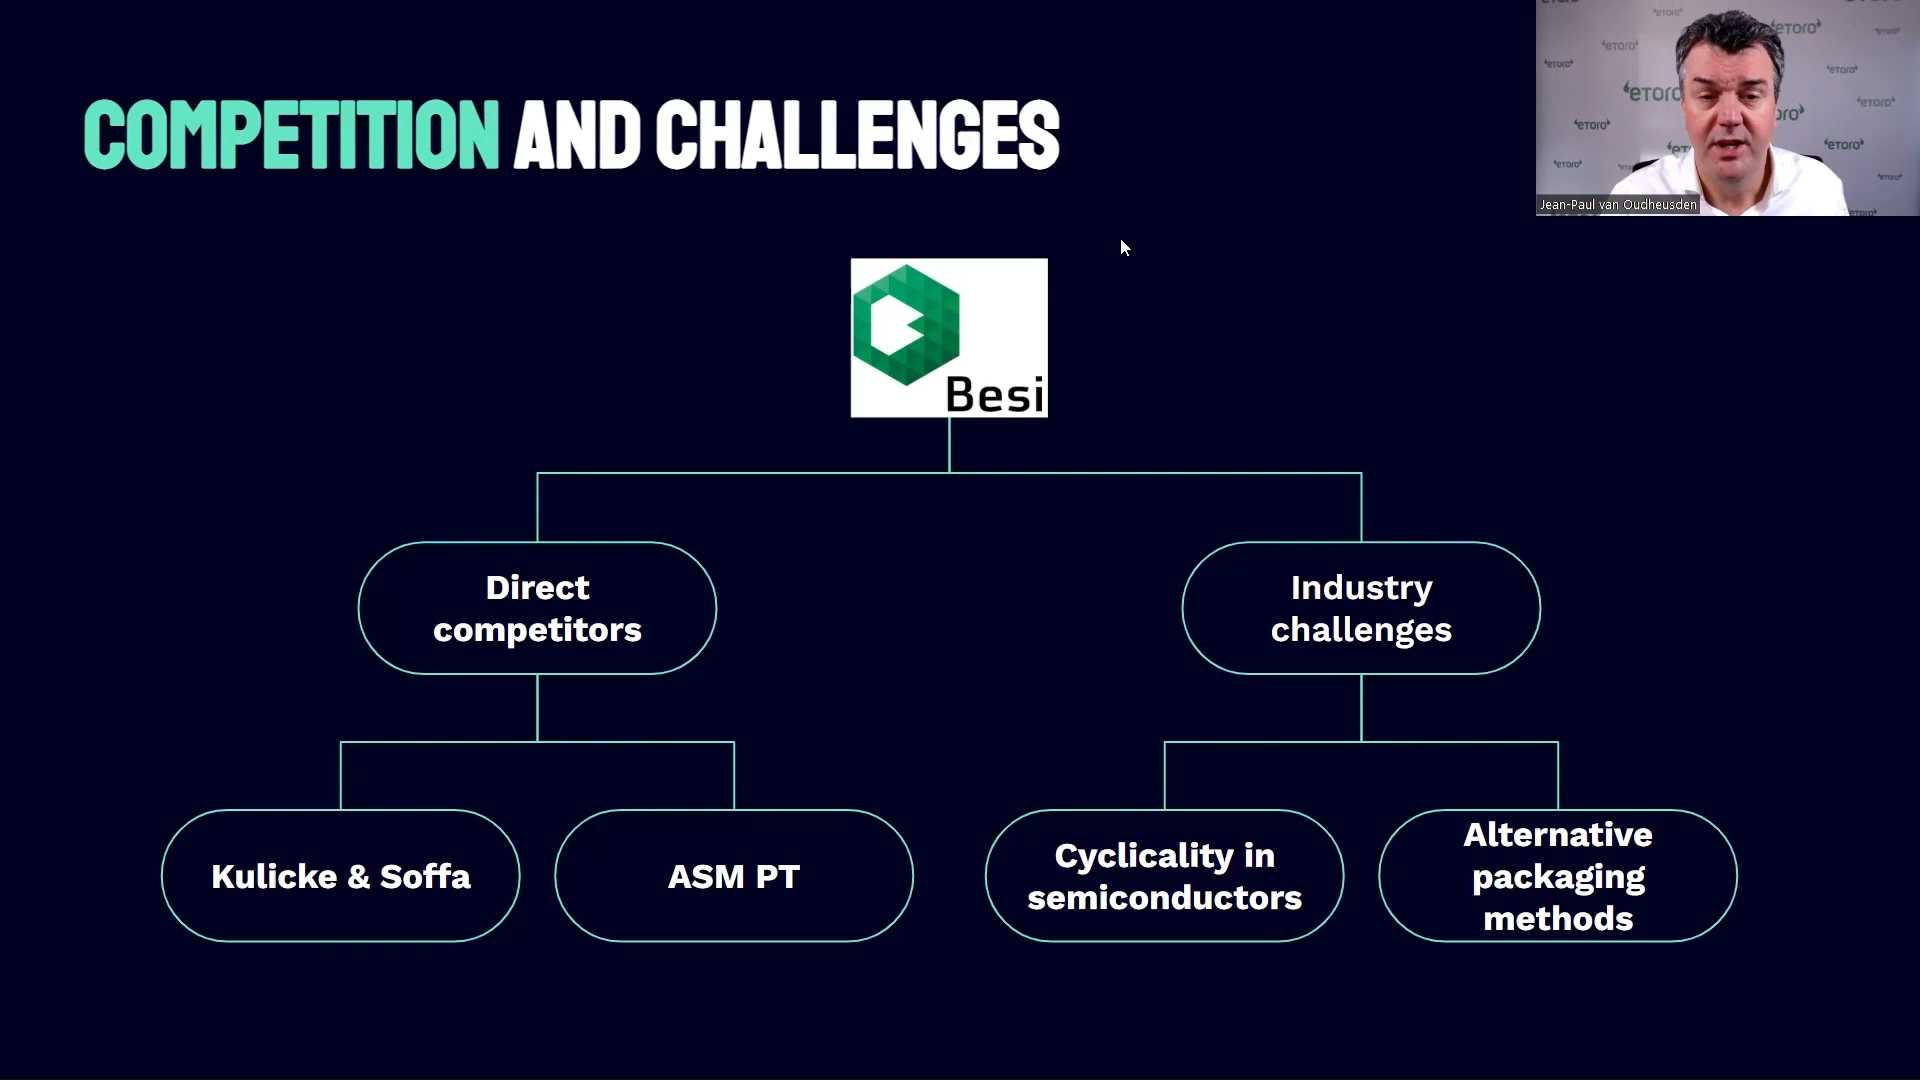 COMPETITION AND CHALLENGES
eTORO
Jean-Paul van Oudheusden
Besi
Direct
competitors
Industry
challenges
Kulicke & Soffa
ASM PT
Cyclicality in
semiconductors
Alternative
packaging
methods